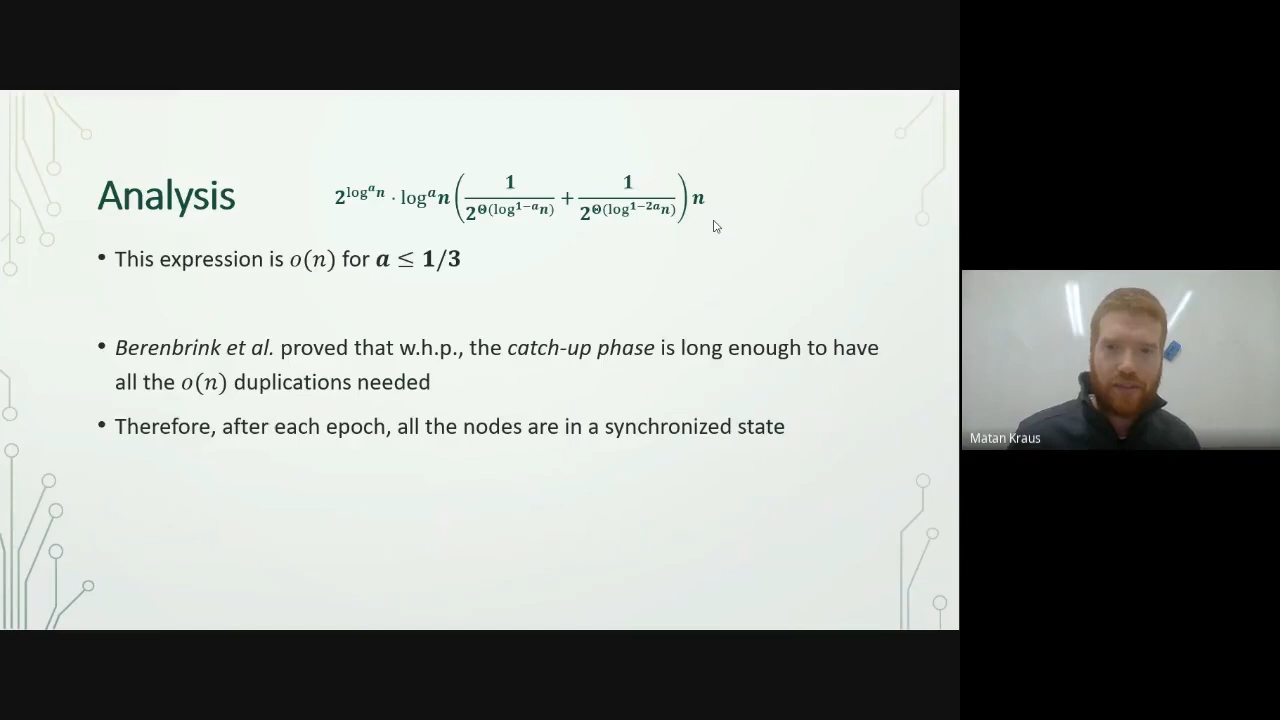 Analysis
2^{log^a n} · log^a n (1/2^{Θ(log^{1-a} n)} + 1/2^{Θ(log^{1-2a} n)}) n
• This expression is o(n) for a ≤ 1/3
• Berenbrink et al. proved that w.h.p., the catch-up phase is long enough to have
all the o(n) duplications needed
• Therefore, after each epoch, all the nodes are in a synchronized state
Matan Kraus